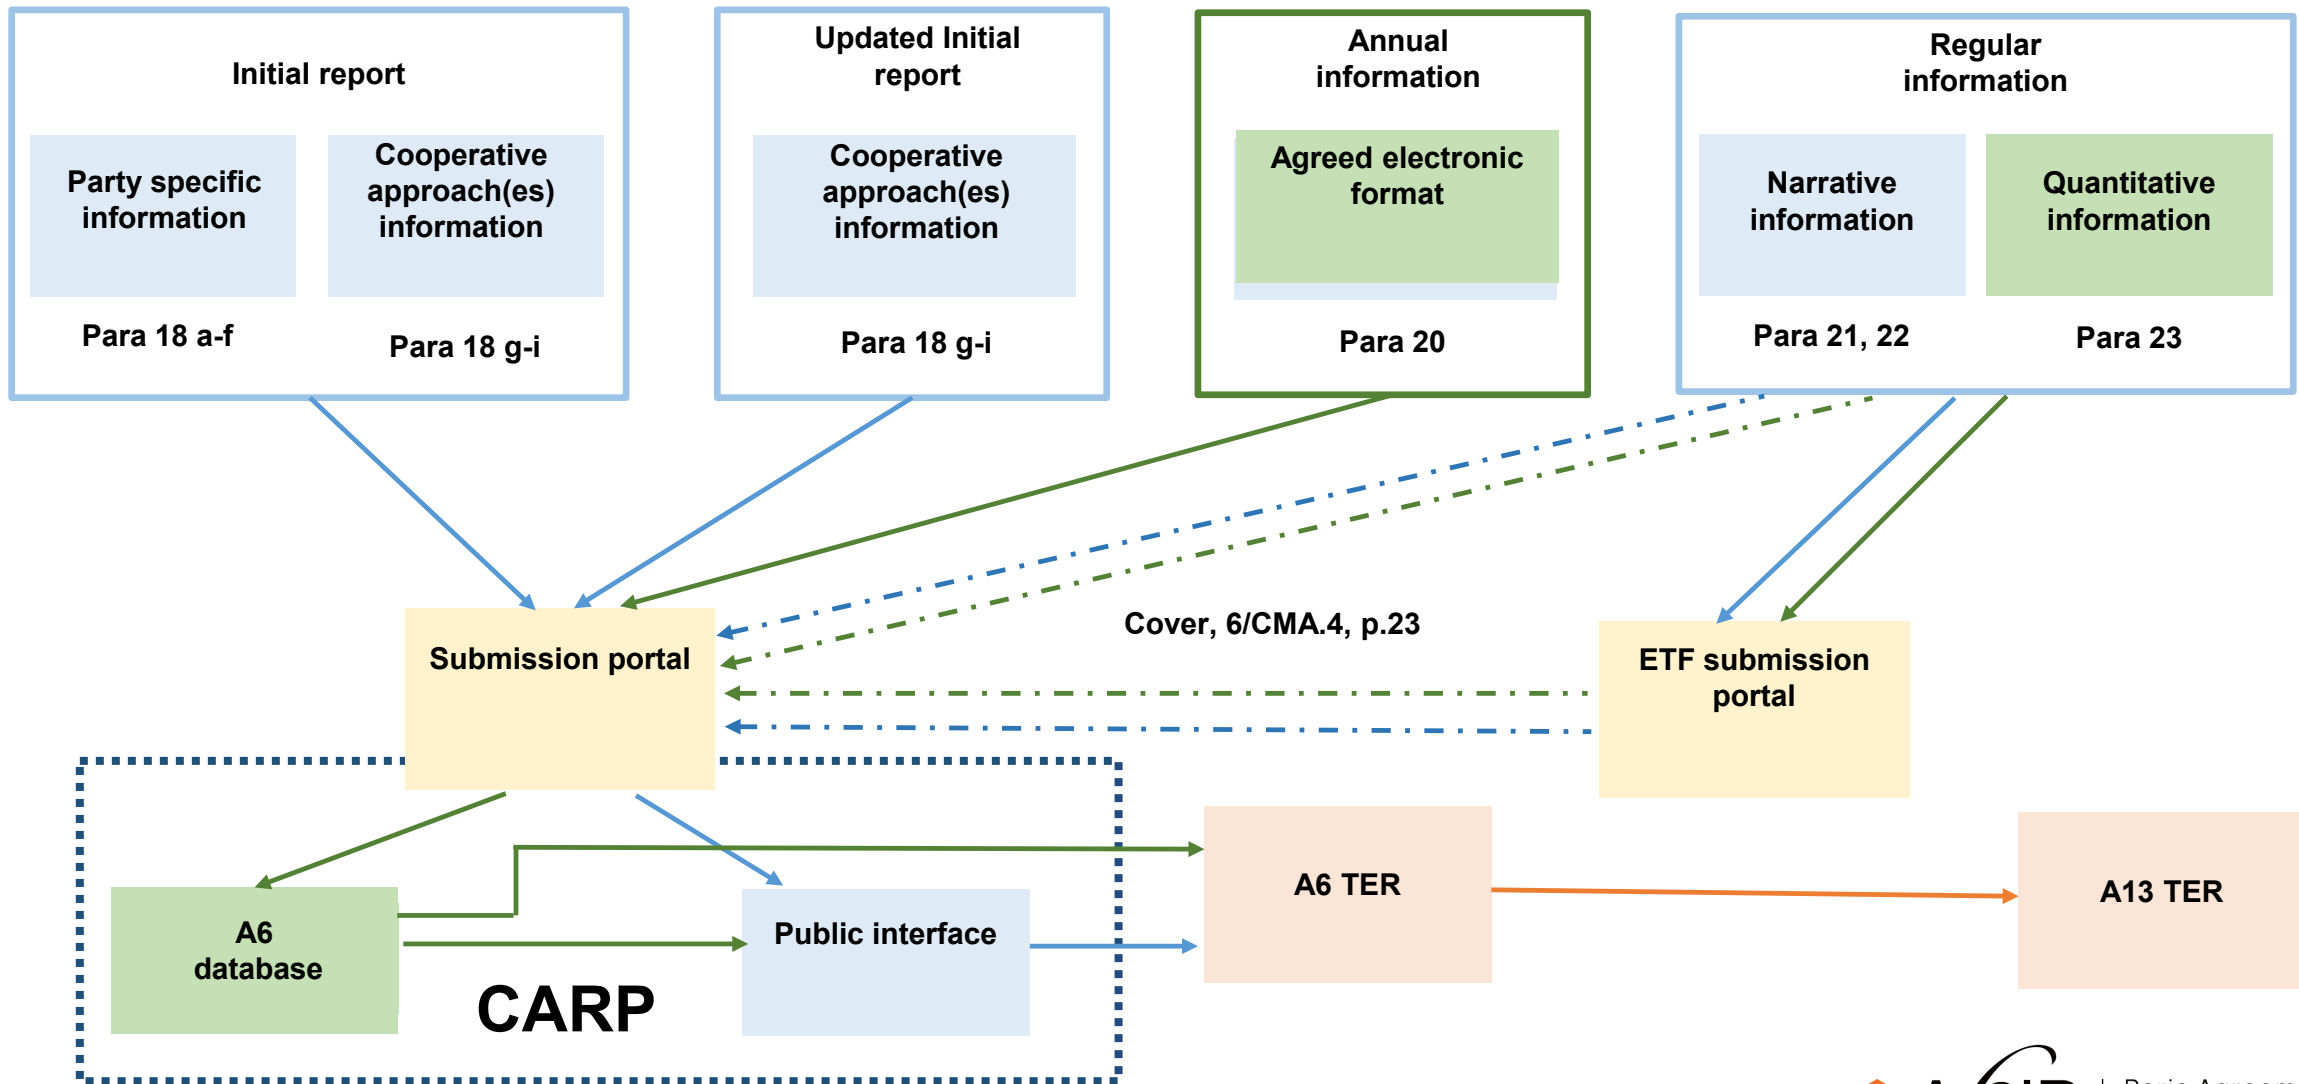 Initial report
Party specific
information
Cooperative
approach(es)
information
Para 18 a-f
Para 18 g-i
Updated Initial
report
Cooperative
approach(es)
information
Para 18 g-i
Annual
information
Agreed electronic
format
Para 20
Regular
information
Narrative
information
Quantitative
information
Para 21, 22
Para 23
Cover, 6/CMA.4, p.23
Submission portal
ETF submission
portal
A6
database
Public interface
CARP
A6 TER
A13 TER